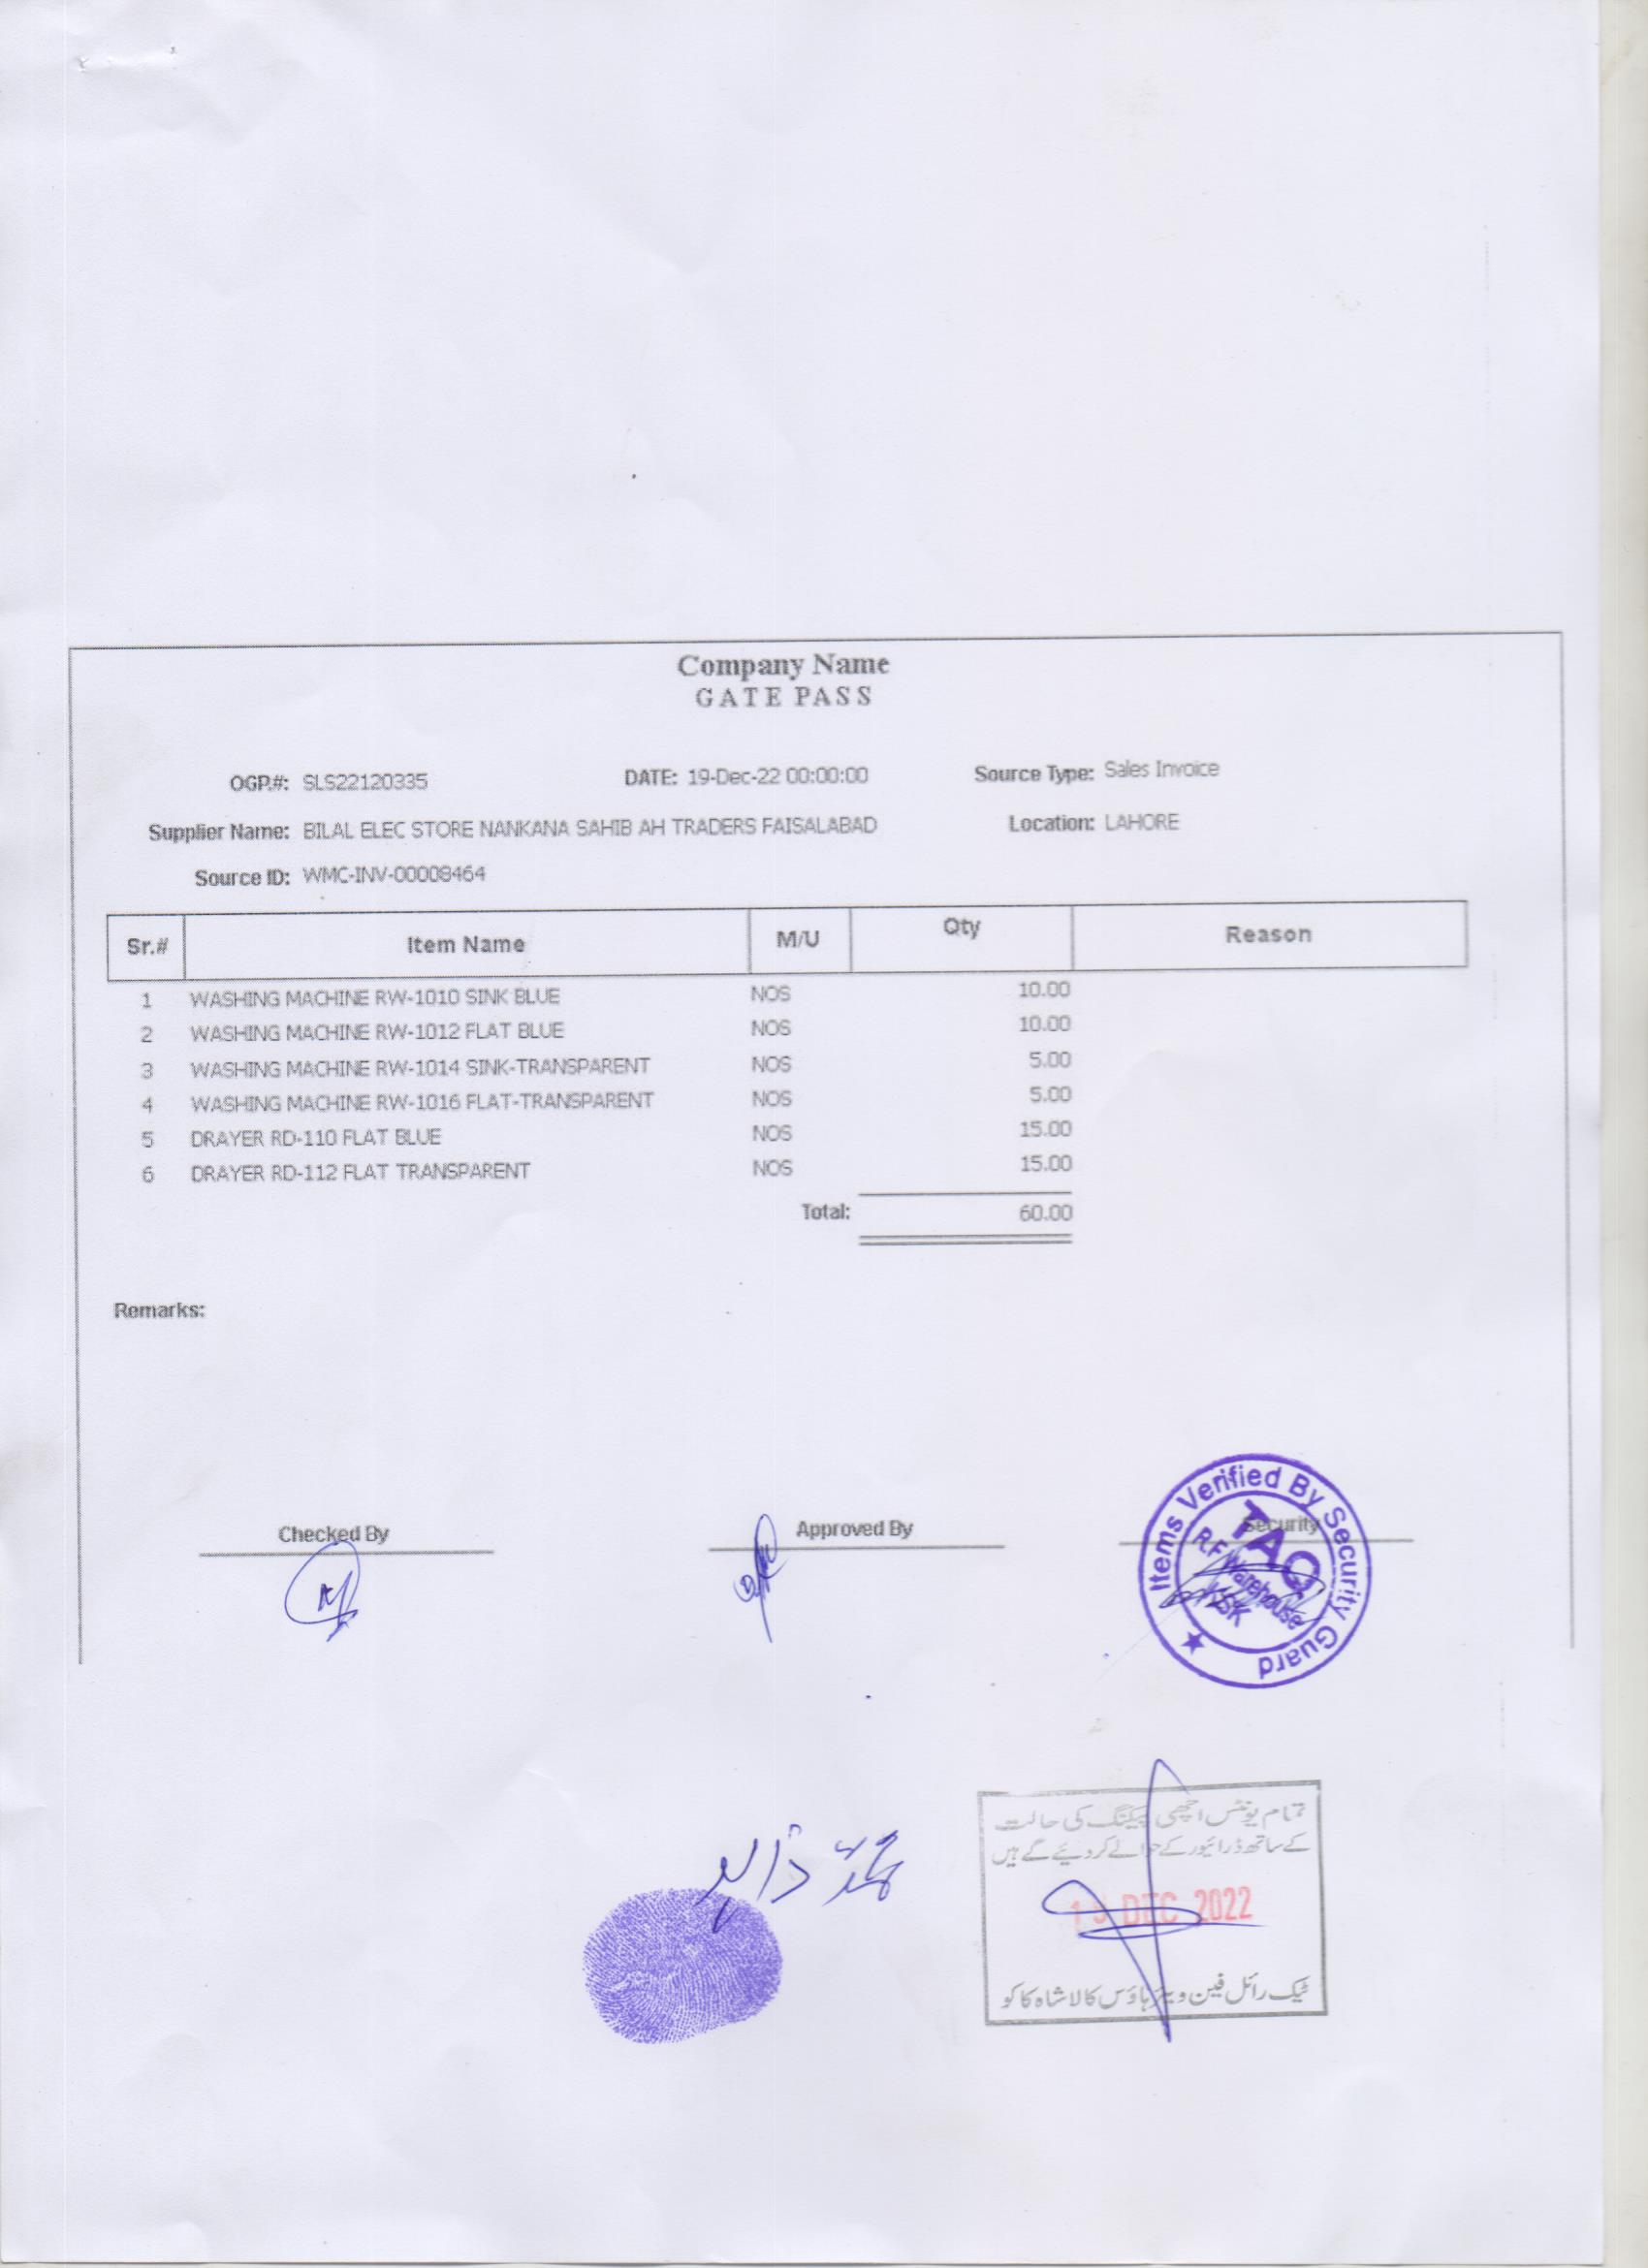 Company Name
GATE PASS
OGP.#: SLS22120335 DATE: 19-Dec-22 00:00:00 Source Type: Sales Invoice
Supplier Name: BILAL ELEC STORE NANKANA SAHIB AH TRADERS FAISALABAD Location: LAHORE
Source ID: WMC-INV-00008464
Sr.# Item Name M/U Qty Reason
1 WASHING MACHINE RW-1010 SINK BLUE NOS 10.00
2 WASHING MACHINE RW-1012 FLAT BLUE NOS 10.00
3 WASHING MACHINE RW-1014 SINK-TRANSPARENT NOS 5.00
4 WASHING MACHINE RW-1016 FLAT-TRANSPARENT NOS 5.00
5 DRAYER RD-110 FLAT BLUE NOS 15.00
6 DRAYER RD-112 FLAT TRANSPARENT NOS 15.00
Total: 60.00
Remarks:
Checked By Approved By Security
Items Verified By Security Guard
TAQ
R.F Warehouse
KSK
تمام یونٹس اچھی پیکنگ کی حالت
کے ساتھ ڈرائیور کے حوالے کردیئے گے ہیں
DEC 2022
ٹیک رائل فین ویئر ہاؤس کالا شاہ کاکو
محمد